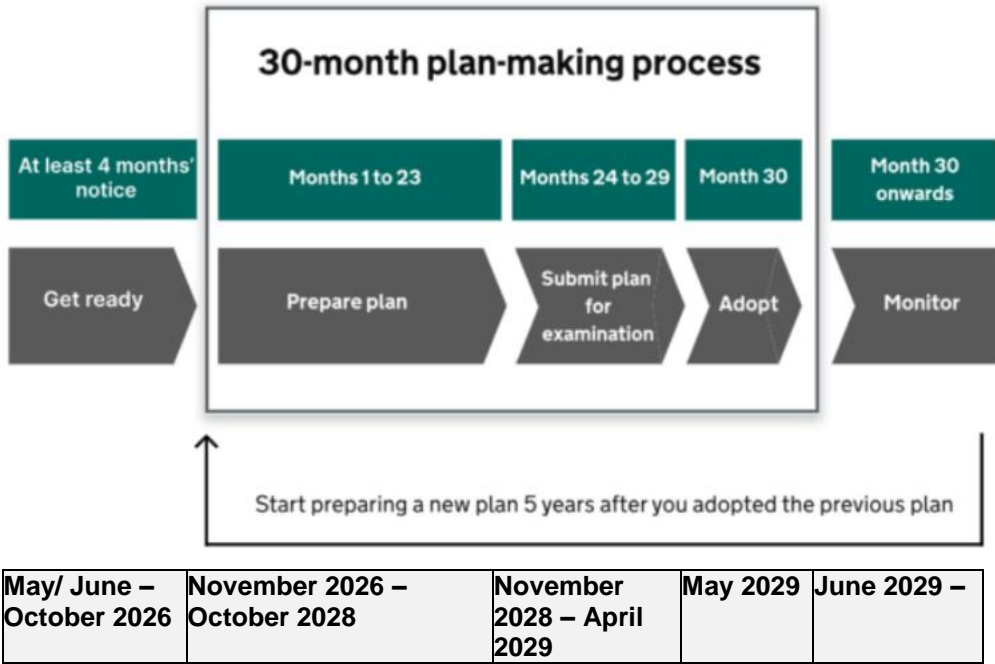 30-month plan-making process
At least 4 months'
notice
Months 1 to 23
Months 24 to 29
Month 30
Month 30
onwards
Get ready
Prepare plan
Submit plan
for
examination
Adopt
Monitor
Start preparing a new plan 5 years after you adopted the previous plan
May/ June –
October 2026
November 2026 –
October 2028
November
2028 – April
2029
May 2029
June 2029 –